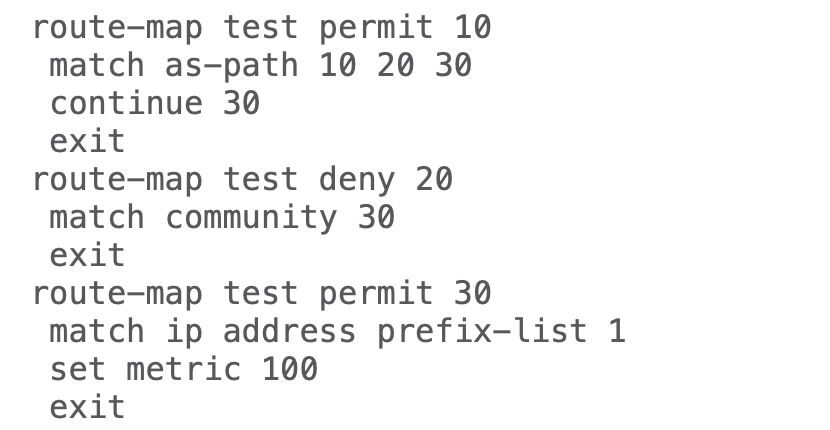 route-map test permit 10
match as-path 10 20 30
continue 30
exit
route-map test deny 20
match community 30
exit
route-map test permit 30
match ip address prefix-list 1
set metric 100
exit